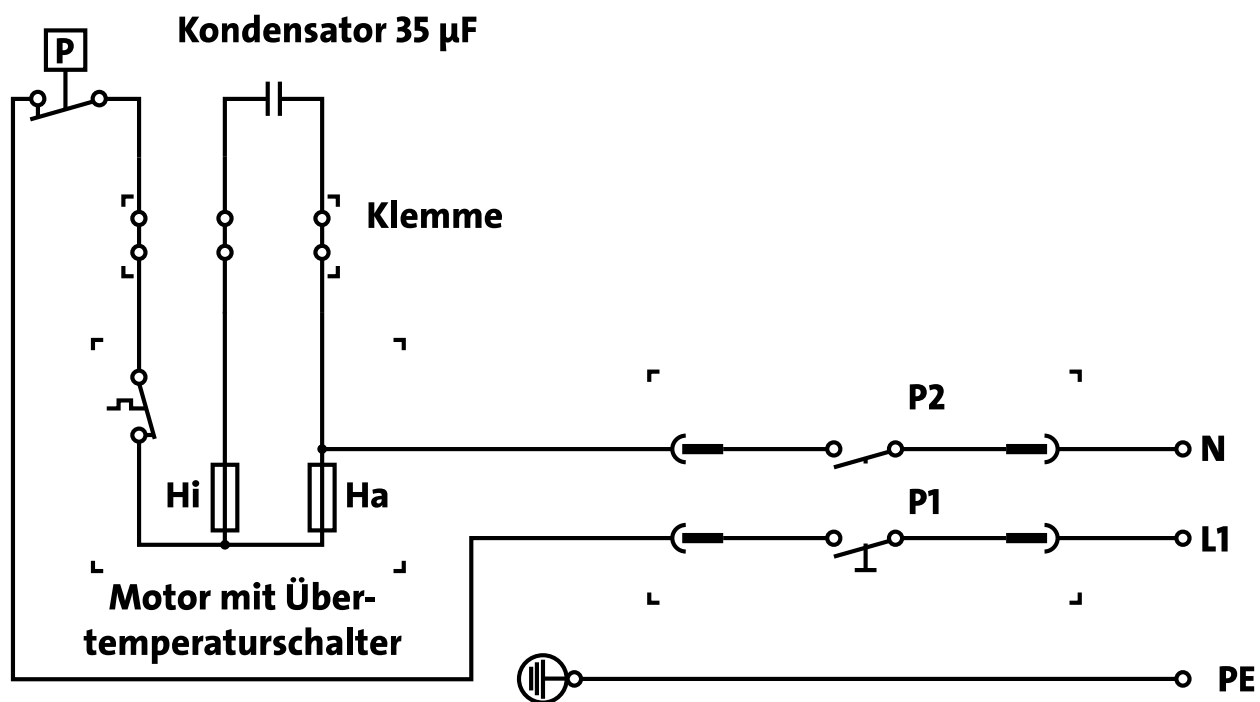 Kondensator 35 µF
P
Klemme
P2
N
Hi
Ha
P1
L1
Motor mit Über-
temperaturschalter
PE